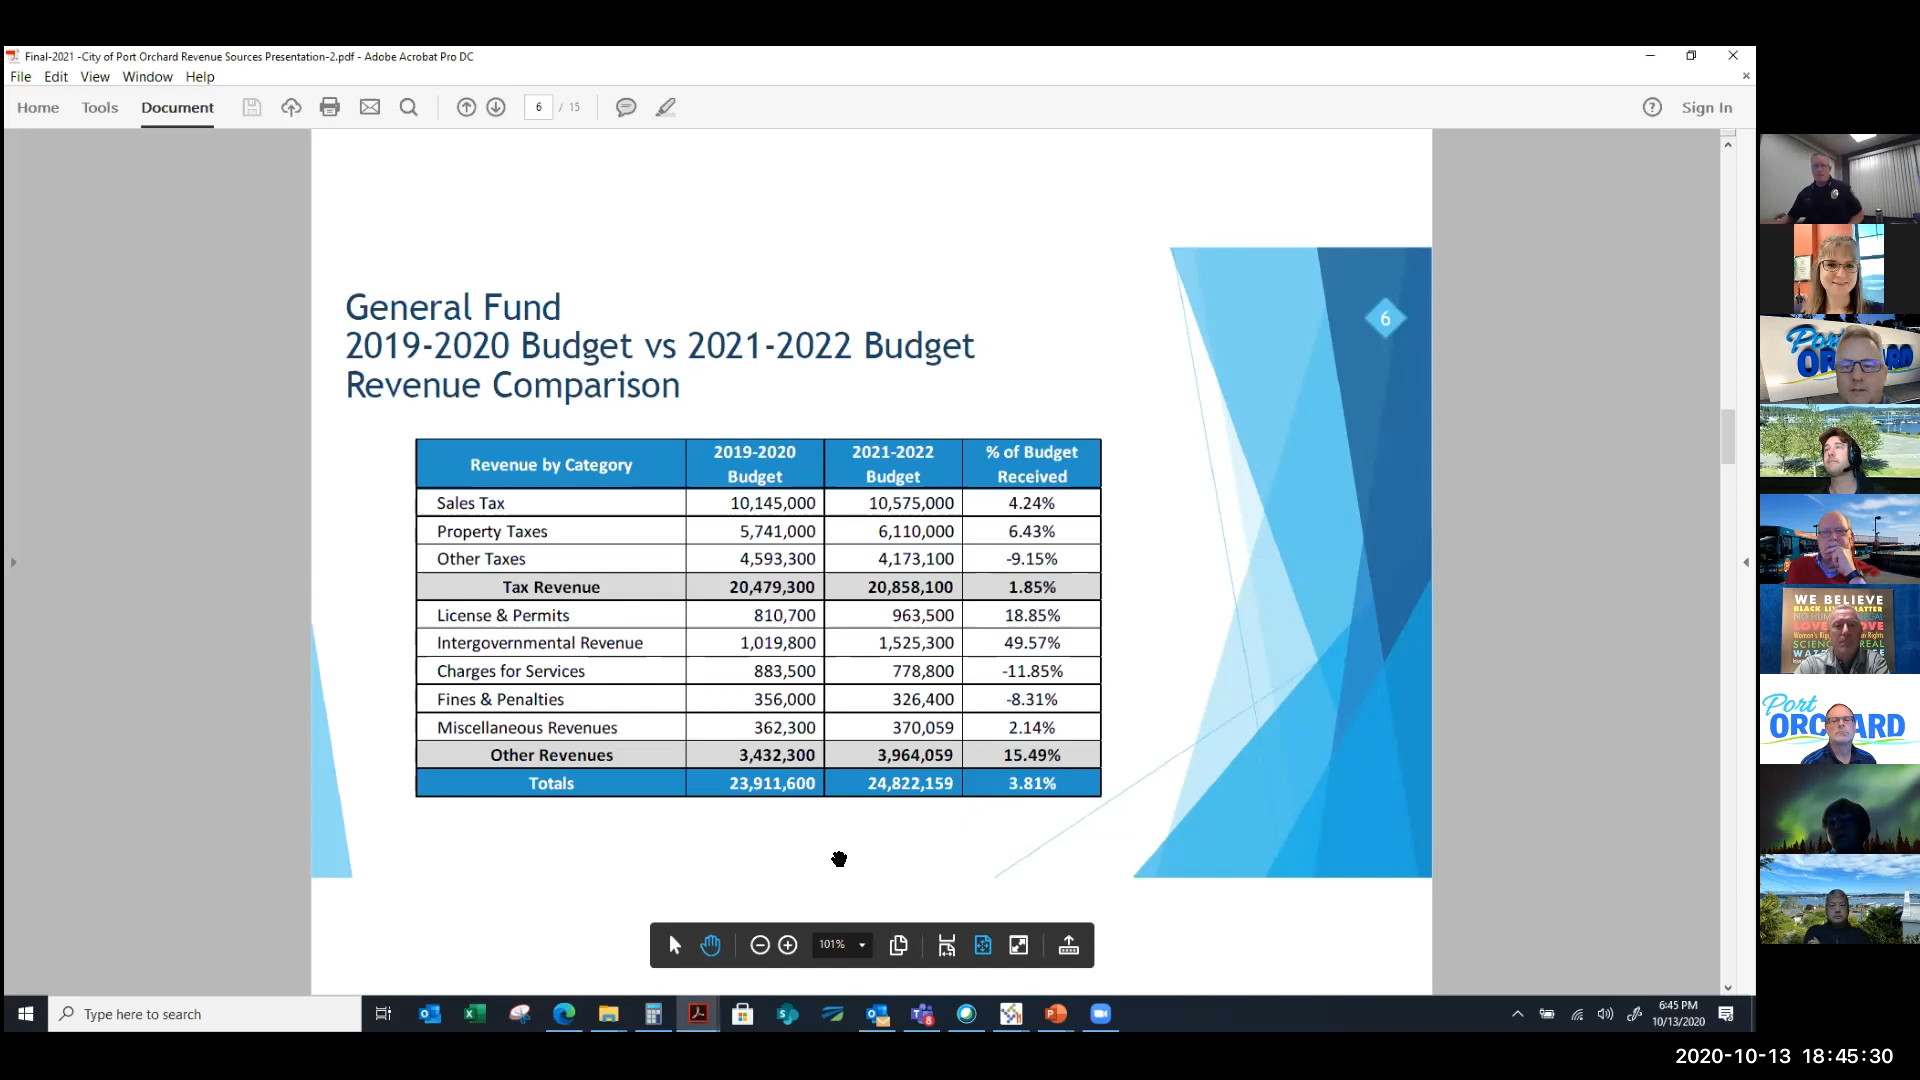 Final-2021 -City of Port Orchard Revenue Sources Presentation-2.pdf - Adobe Acrobat Pro DC
File Edit View Window Help
Home Tools Document 6 / 15 Sign In
6
General Fund
2019-2020 Budget vs 2021-2022 Budget
Revenue Comparison
Revenue by Category 2019-2020 Budget 2021-2022 Budget % of Budget Received
Sales Tax 10,145,000 10,575,000 4.24%
Property Taxes 5,741,000 6,110,000 6.43%
Other Taxes 4,593,300 4,173,100 -9.15%
Tax Revenue 20,479,300 20,858,100 1.85%
License & Permits 810,700 963,500 18.85%
Intergovernmental Revenue 1,019,800 1,525,300 49.57%
Charges for Services 883,500 778,800 -11.85%
Fines & Penalties 356,000 326,400 -8.31%
Miscellaneous Revenues 362,300 370,059 2.14%
Other Revenues 3,432,300 3,964,059 15.49%
Totals 23,911,600 24,822,159 3.81%
101%
Type here to search
6:45 PM
10/13/2020
Port
WE BELIEVE
Port
ORCHARD
2020-10-13 18:45:30